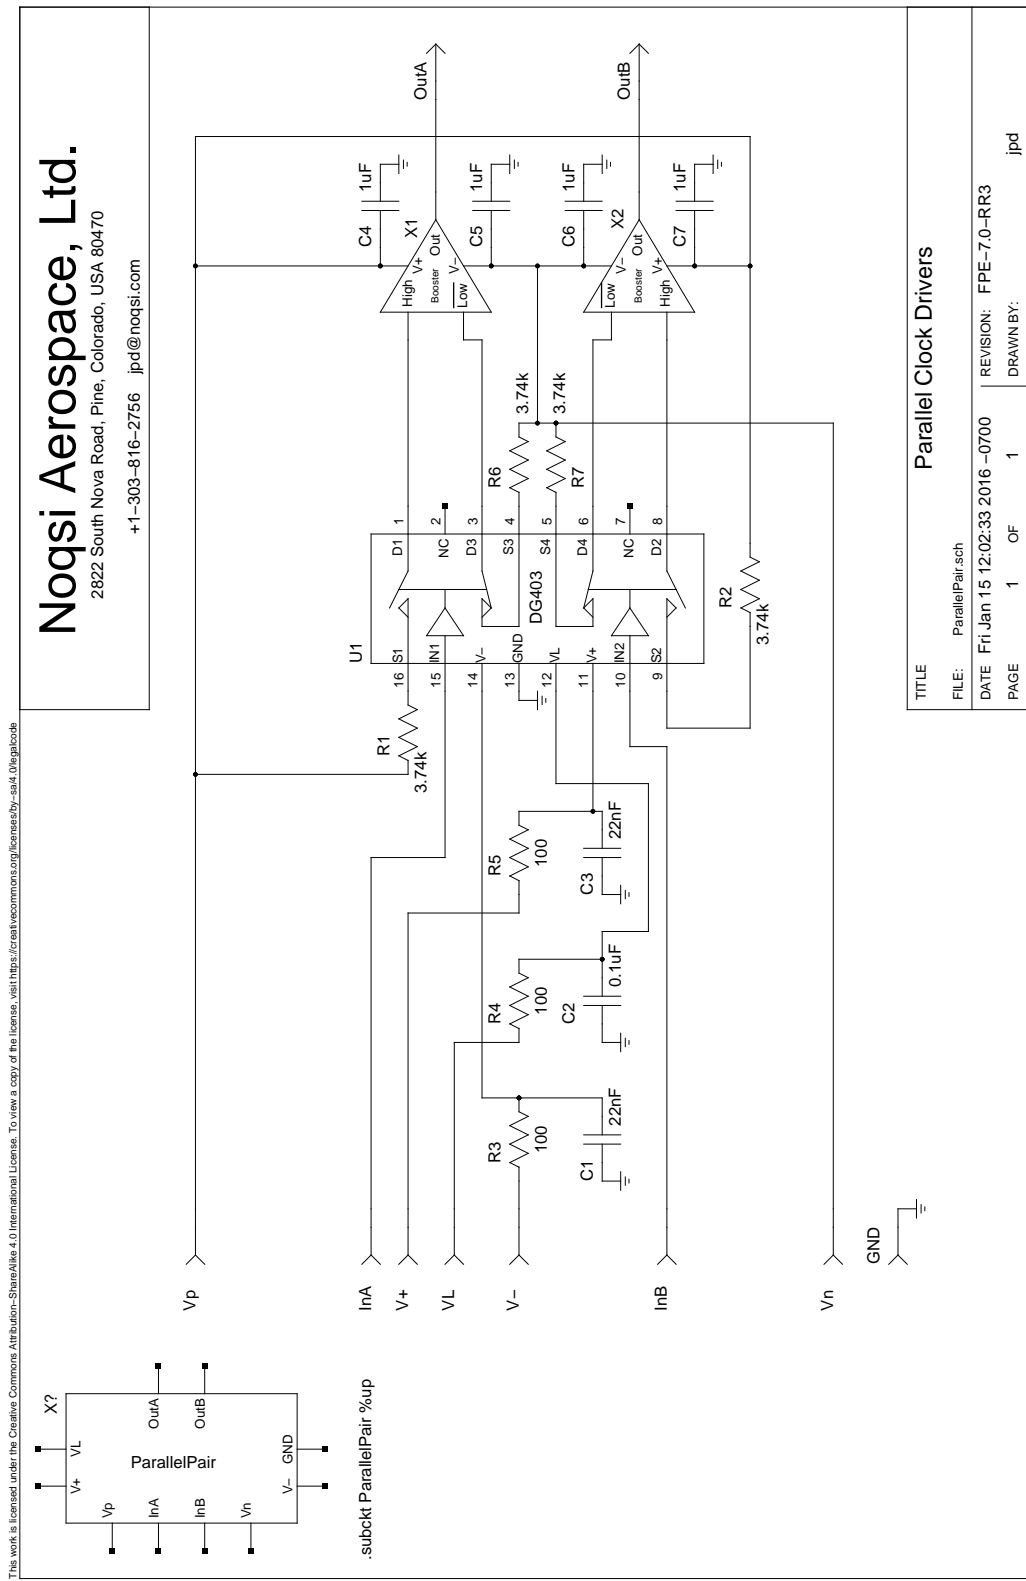 This work is licensed under the Creative Commons Attribution−ShareAlike 4.0 International License. To view a copy of the license, visit https://creativecommons.org/licenses/by−sa/4.0/legalcode
Noqsi Aerospace, Ltd.
2822 South Nova Road, Pine, Colorado, USA 80470
+1−303−816−2756 jpd@noqsi.com
X?
V+
VL
Vp
InA
InB
Vn
OutA
OutB
ParallelPair
V−
GND
.subckt ParallelPair %up
Vp
InA
V+
VL
V−
InB
Vn
GND
R3
100
C1
22nF
R4
100
C2
0.1uF
R5
100
C3
22nF
R1
3.74k
R2
3.74k
U1
DG403
16 S1
15 IN1
14 V−
13 GND
12 VL
11 V+
10 IN2
9 S2
D1 1
NC 2
D3 3
S3 4
S4 5
D4 6
NC 7
D2 8
R6
3.74k
R7
3.74k
C4
1uF
X1
High
V+
Booster
Out
Low
V−
C5
1uF
C6
1uF
X2
Low
V−
Booster
Out
High
V+
C7
1uF
OutA
OutB
TITLE
Parallel Clock Drivers
FILE: ParallelPair.sch
REVISION: FPE−7.0−RR3
DATE Fri Jan 15 12:02:33 2016 −0700
PAGE 1 OF 1
DRAWN BY: jpd